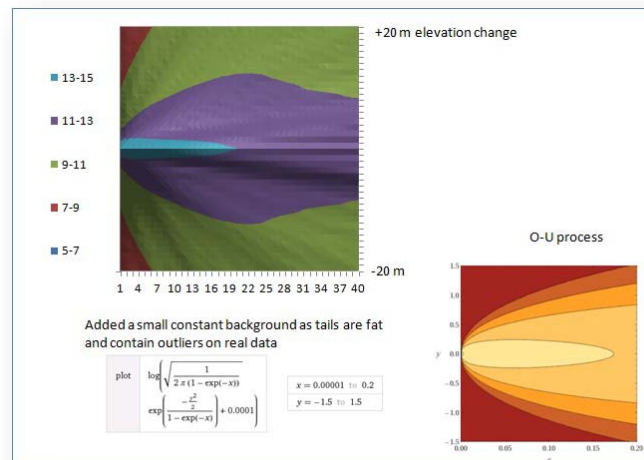 +20 m elevation change
13-15
11-13
9-11
7-9
5-7
-20 m
1 4 7 10 13 16 19 22 25 28 31 34 37 40
O-U process
1.5
1.0
0.5
y 0.0
-0.5
-1.0
-1.5
0.00 0.05 0.10 0.15 0.20
Added a small constant background as tails are fat
and contain outliers on real data
plot
log(√(1/(2 π (1 - exp(-x))))
exp((-y²/2)/(1 - exp(-x))) + 0.0001)
x = 0.00001 to 0.2
y = -1.5 to 1.5